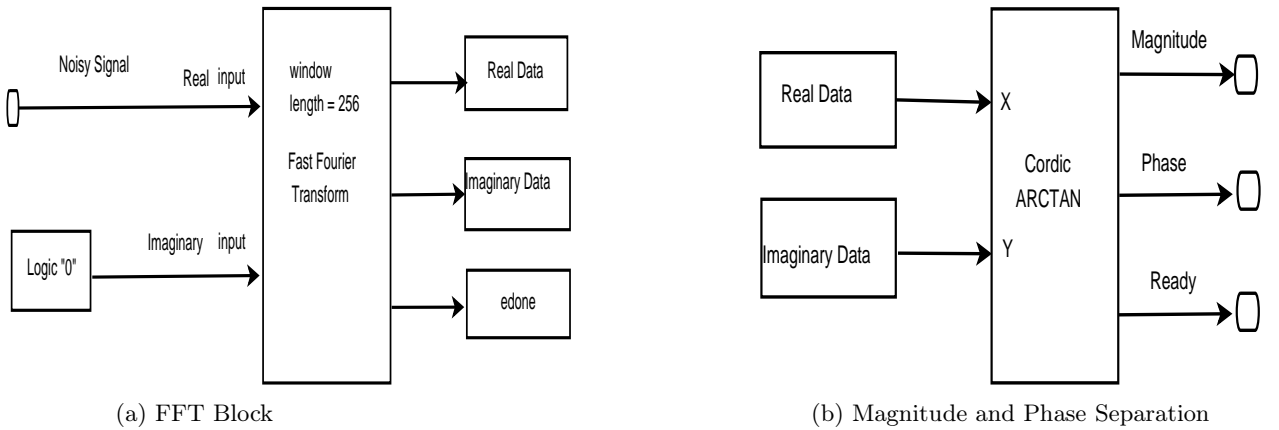 Noisy Signal
Real input
Logic "0"
Imaginary input
window
length = 256
Fast Fourier
Transform
Real Data
Imaginary Data
edone
(a) FFT Block
Real Data
Imaginary Data
X
Cordic
ARCTAN
Y
Magnitude
Phase
Ready
(b) Magnitude and Phase Separation